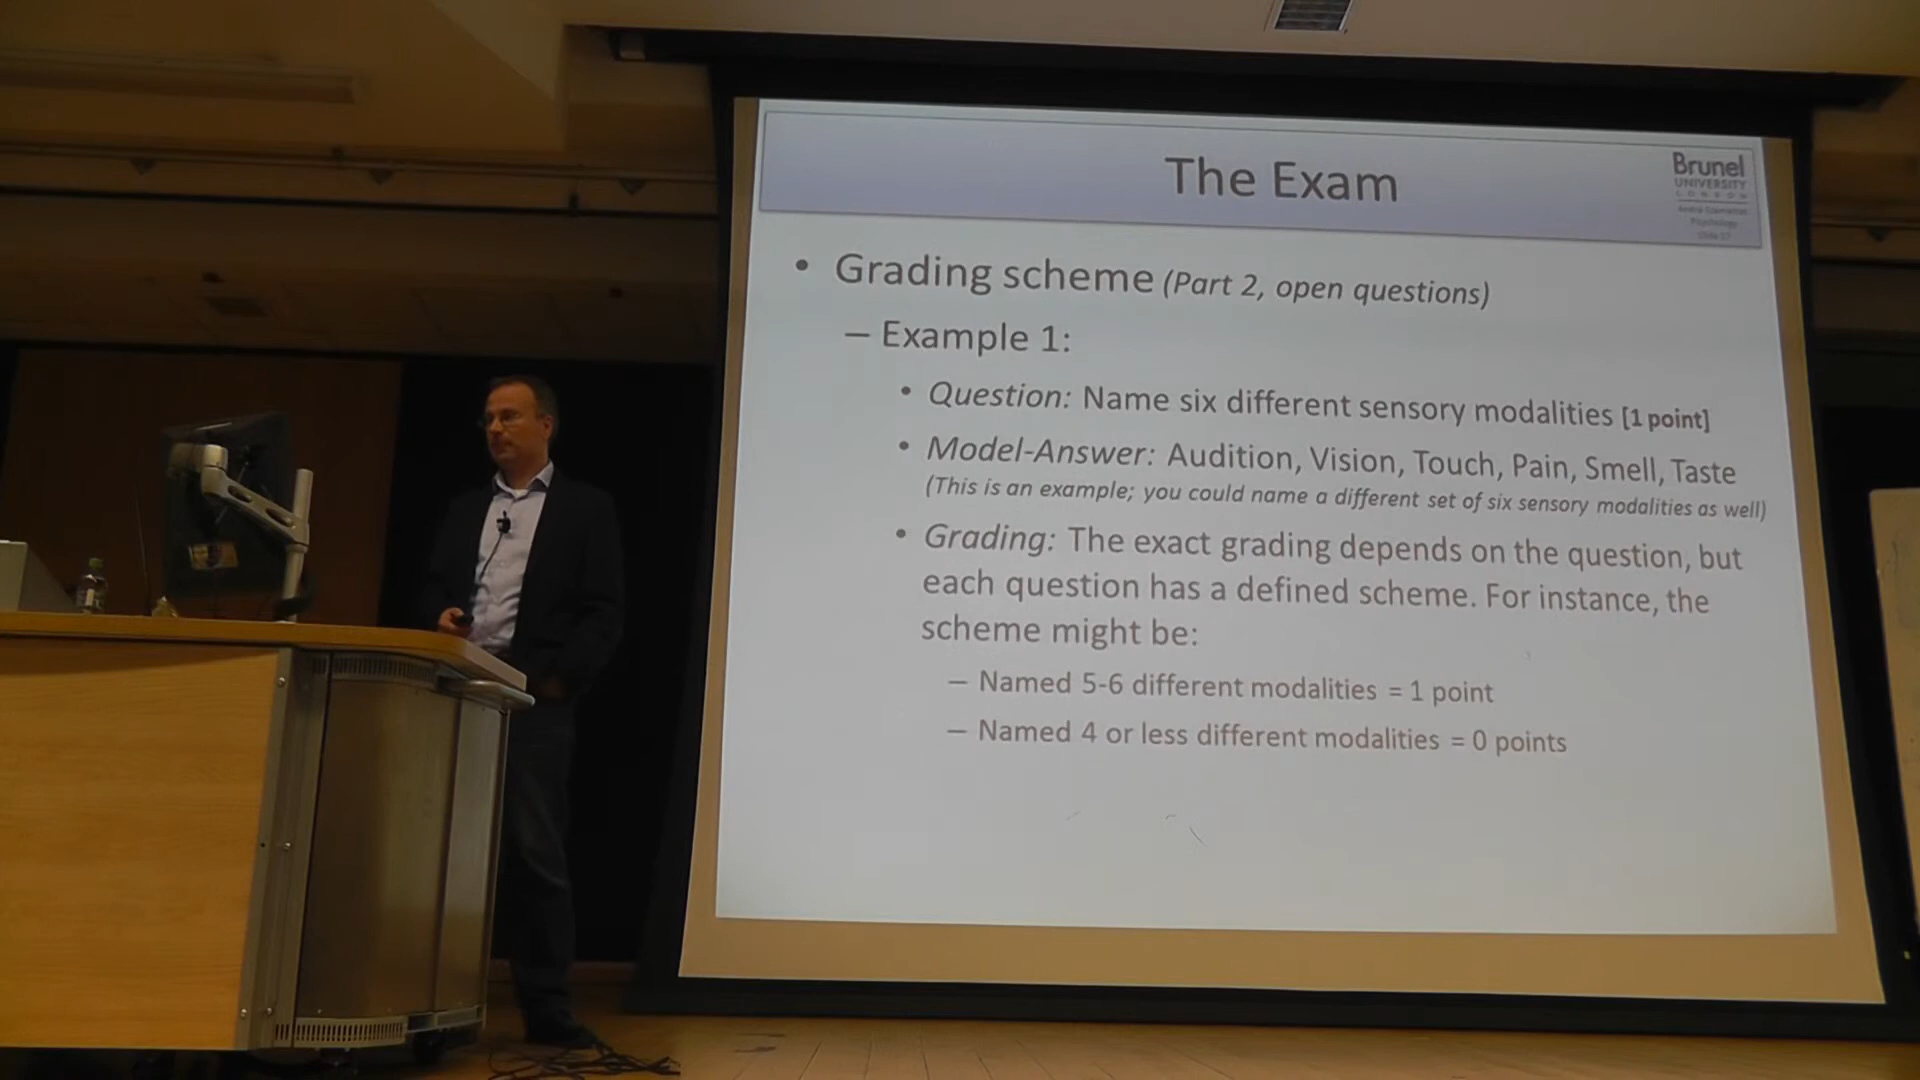 The Exam
Brunel
UNIVERSITY
LONDON
Psychology
• Grading scheme (Part 2, open questions)
– Example 1:
• Question: Name six different sensory modalities [1 point]
• Model-Answer: Audition, Vision, Touch, Pain, Smell, Taste
(This is an example; you could name a different set of six sensory modalities as well)
• Grading: The exact grading depends on the question, but
each question has a defined scheme. For instance, the
scheme might be:
– Named 5-6 different modalities = 1 point
– Named 4 or less different modalities = 0 points